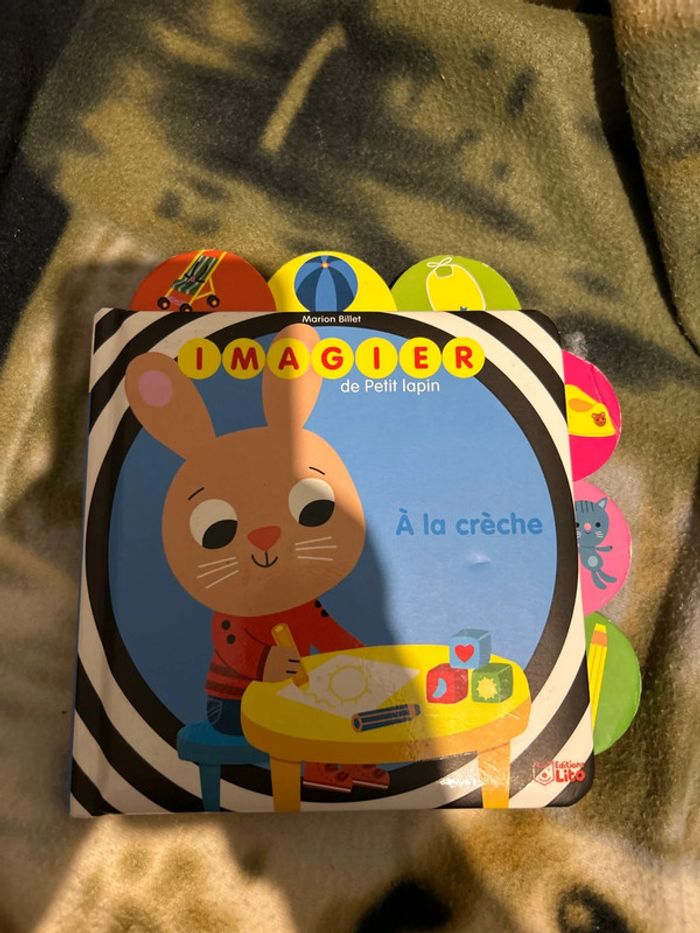 Marion Billet
IMAGIER
de Petit lapin
À la crèche
Editions
Lito